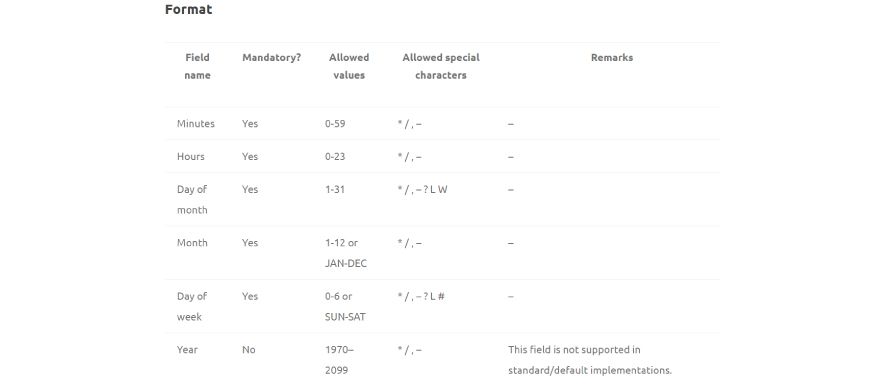 Format
Field name Mandatory? Allowed values Allowed special characters Remarks
Minutes Yes 0-59 * / , – –
Hours Yes 0-23 * / , – –
Day of month Yes 1-31 * / , – ? L W –
Month Yes 1-12 or JAN-DEC * / , – –
Day of week Yes 0-6 or SUN-SAT * / , – ? L # –
Year No 1970–2099 * / , – This field is not supported in standard/default implementations.